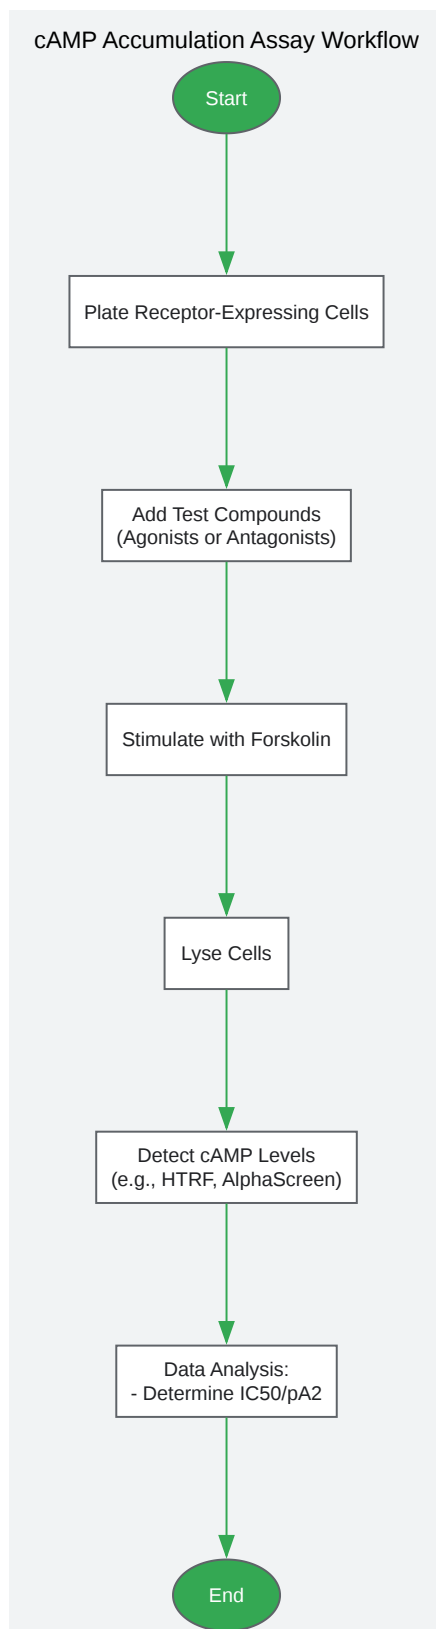 cAMP Accumulation Assay Workflow
Start
Plate Receptor-Expressing Cells
Add Test Compounds
(Agonists or Antagonists)
Stimulate with Forskolin
Lyse Cells
Detect cAMP Levels
(e.g., HTRF, AlphaScreen)
Data Analysis:
- Determine IC50/pA2
End